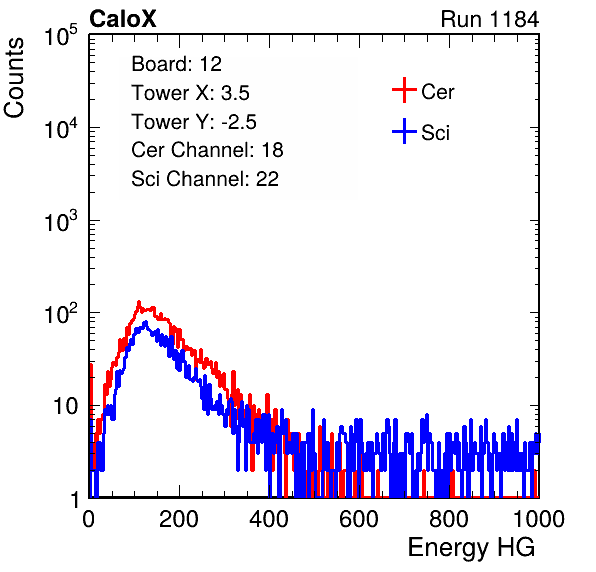 CaloX Run 1184
Counts
10^5
10^4
10^3
10^2
10
1
Board: 12
Tower X: 3.5
Tower Y: -2.5
Cer Channel: 18
Sci Channel: 22
Cer
Sci
0 200 400 600 800 1000
Energy HG